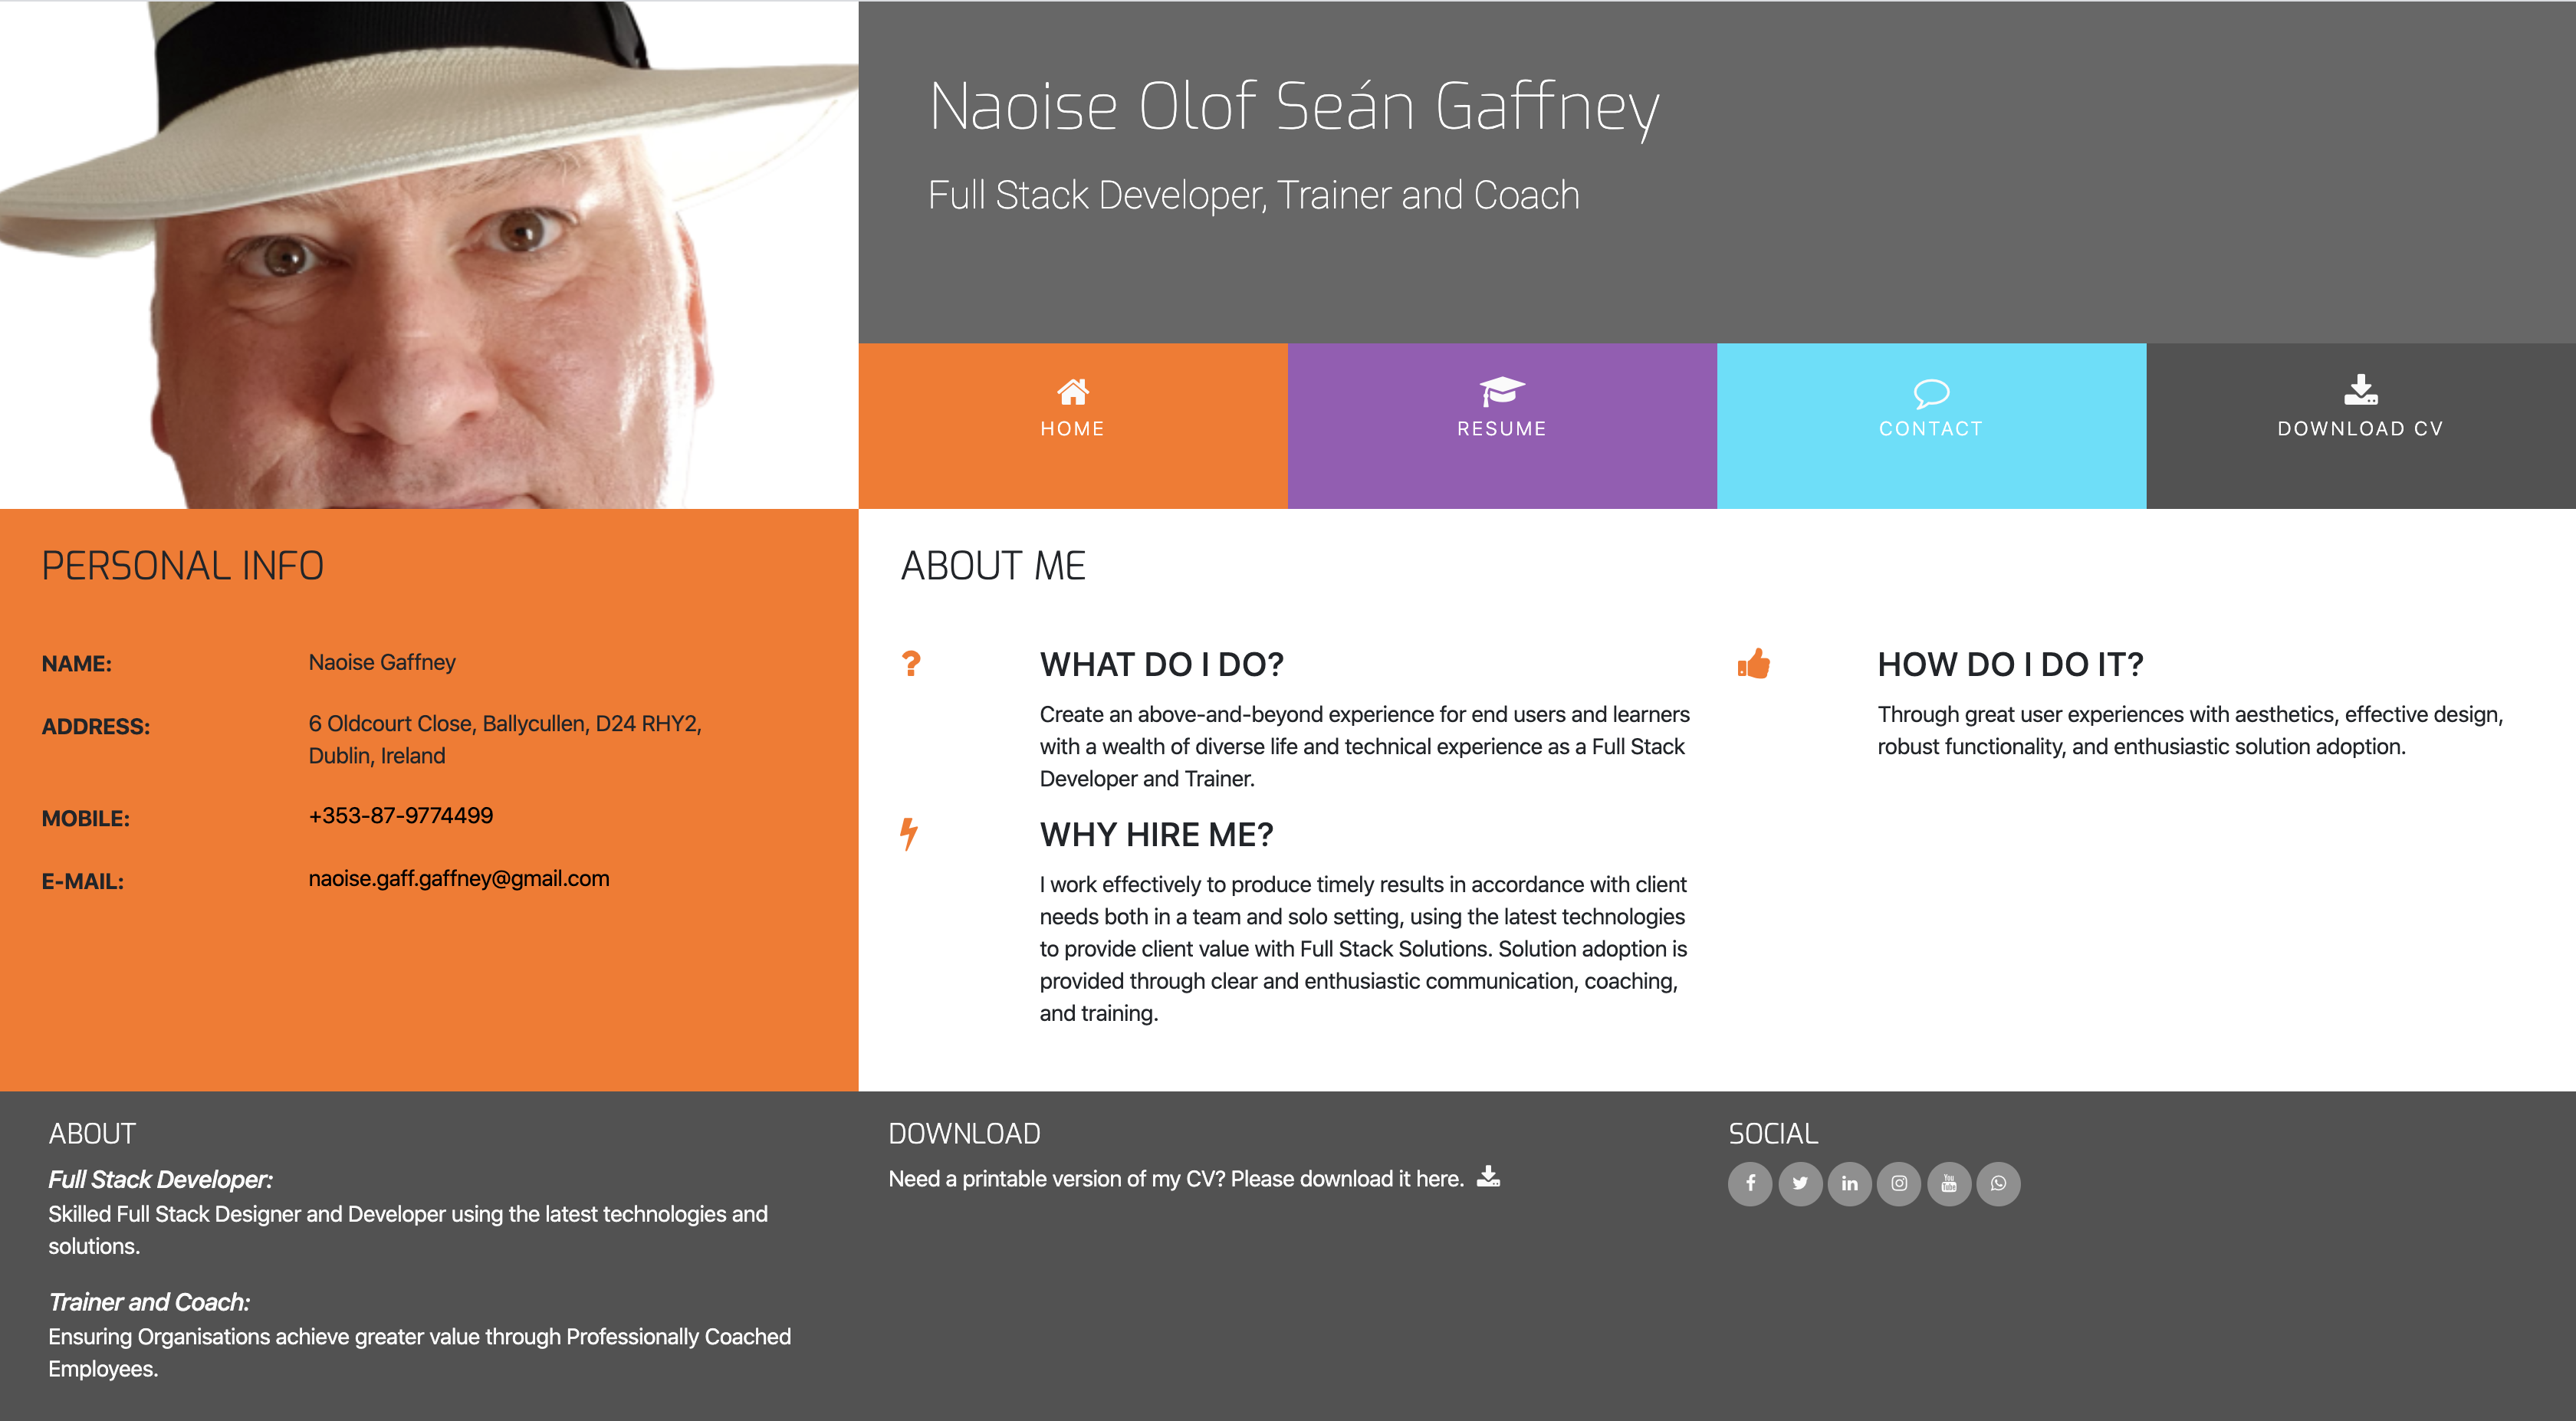 Naoise Olof Seán Gaffney
Full Stack Developer, Trainer and Coach
HOME
RESUME
CONTACT
DOWNLOAD CV
PERSONAL INFO
NAME:
Naoise Gaffney
ADDRESS:
6 Oldcourt Close, Ballycullen, D24 RHY2,
Dublin, Ireland
MOBILE:
+353-87-9774499
E-MAIL:
naoise.gaff.gaffney@gmail.com
ABOUT ME
WHAT DO I DO?
Create an above-and-beyond experience for end users and learners
with a wealth of diverse life and technical experience as a Full Stack
Developer and Trainer.
HOW DO I DO IT?
Through great user experiences with aesthetics, effective design,
robust functionality, and enthusiastic solution adoption.
WHY HIRE ME?
I work effectively to produce timely results in accordance with client
needs both in a team and solo setting, using the latest technologies
to provide client value with Full Stack Solutions. Solution adoption is
provided through clear and enthusiastic communication, coaching,
and training.
ABOUT
Full Stack Developer:
Skilled Full Stack Designer and Developer using the latest technologies and
solutions.
Trainer and Coach:
Ensuring Organisations achieve greater value through Professionally Coached
Employees.
DOWNLOAD
Need a printable version of my CV? Please download it here.
SOCIAL